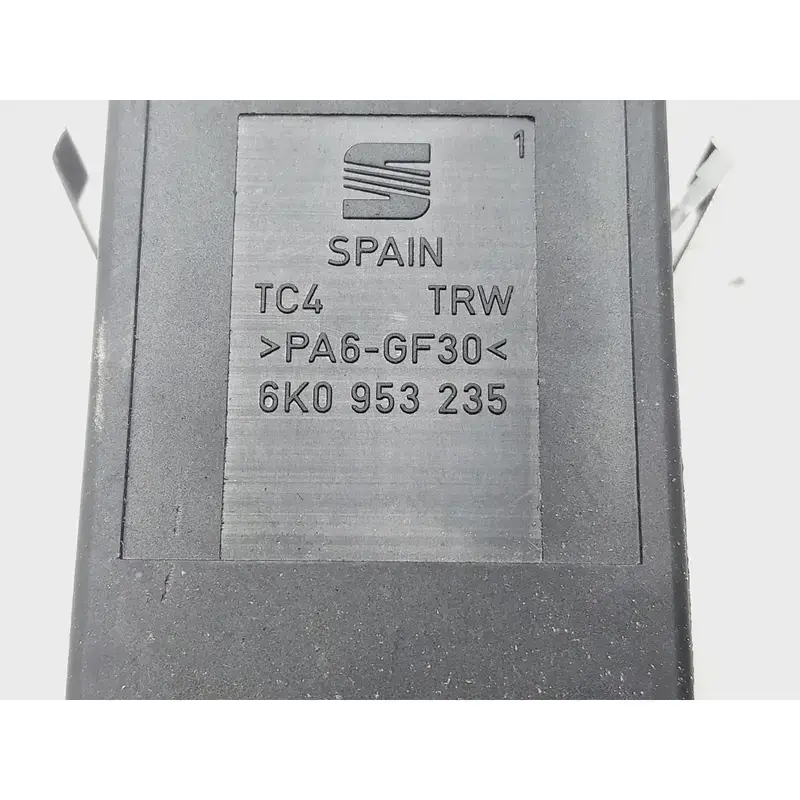 1
SPAIN
TC4 TRW
>PA6-GF30<
6K0 953 235